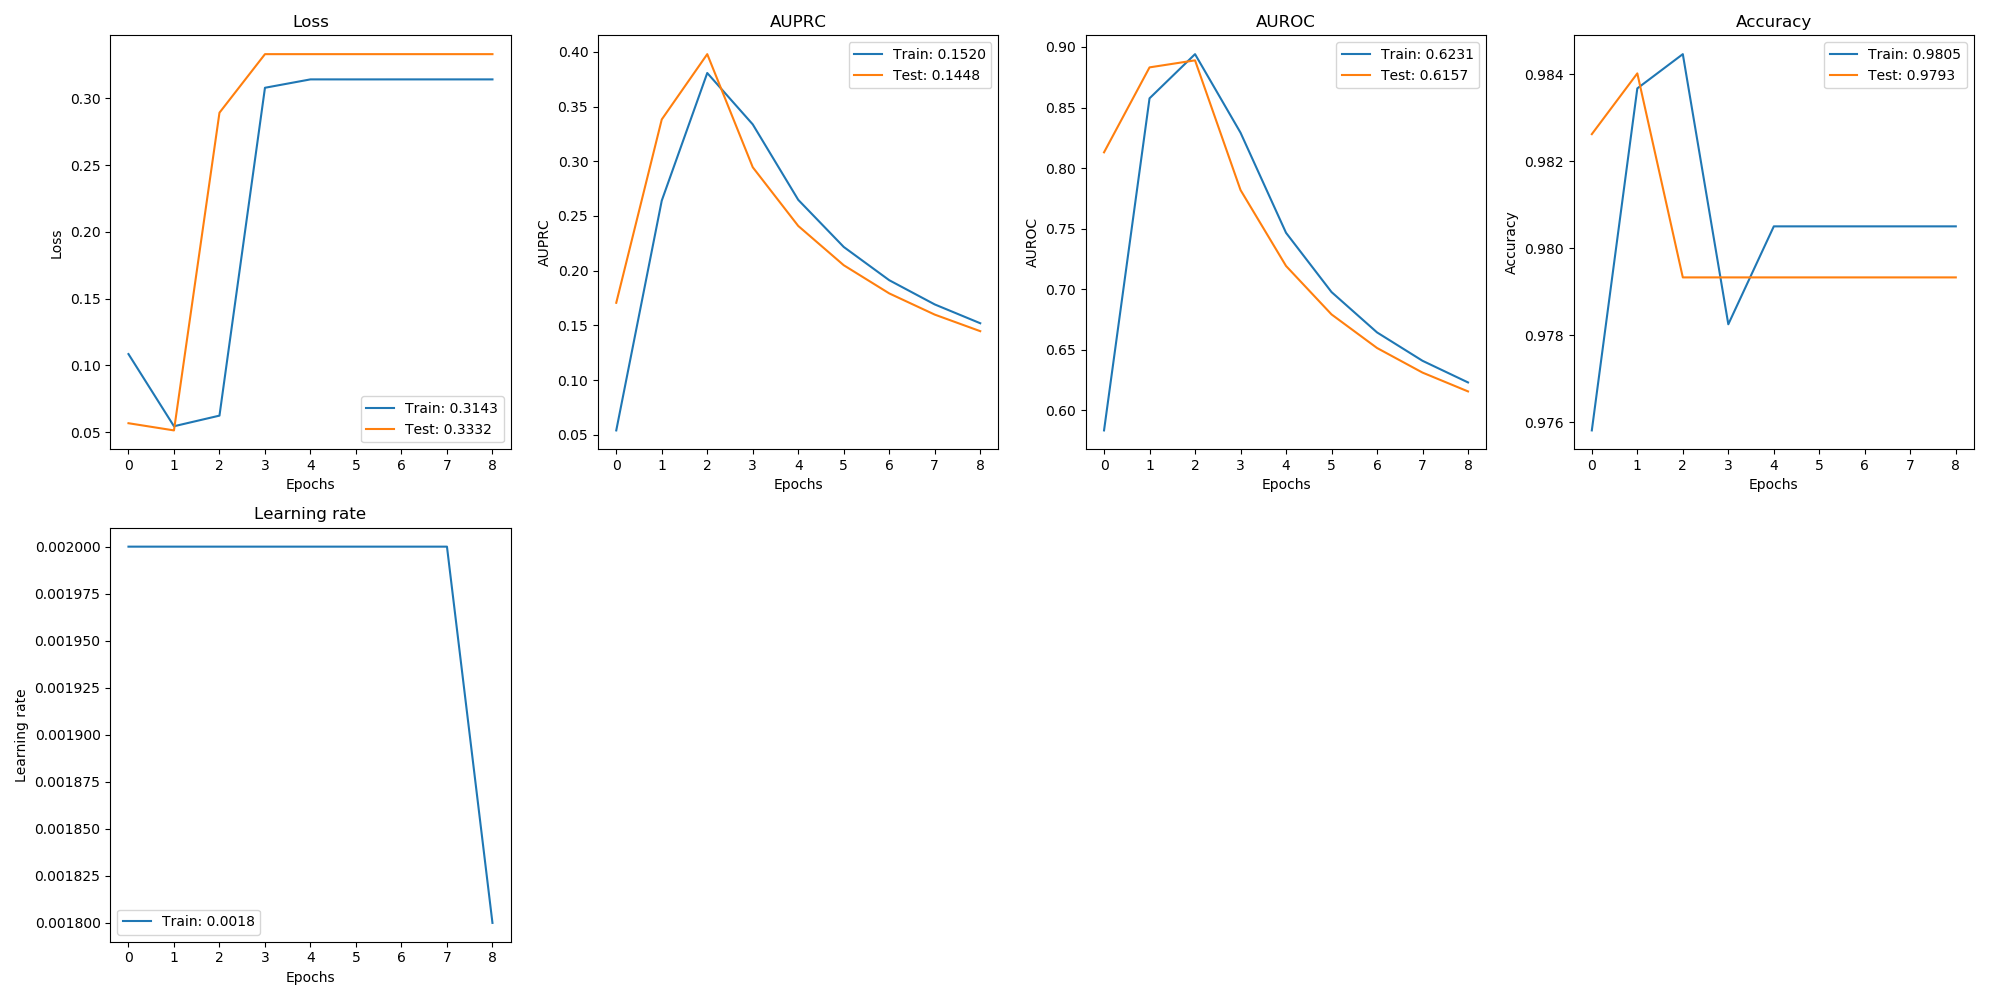 Loss
0.30
0.25
0.20
0.15
0.10
0.05
Loss
Train: 0.3143
Test: 0.3332
0 1 2 3 4 5 6 7 8
Epochs
AUPRC
0.40
0.35
0.30
0.25
0.20
0.15
0.10
0.05
AUPRC
Train: 0.1520
Test: 0.1448
0 1 2 3 4 5 6 7 8
Epochs
AUROC
0.90
0.85
0.80
0.75
0.70
0.65
0.60
AUROC
Train: 0.6231
Test: 0.6157
0 1 2 3 4 5 6 7 8
Epochs
Accuracy
0.984
0.982
0.980
0.978
0.976
Accuracy
Train: 0.9805
Test: 0.9793
0 1 2 3 4 5 6 7 8
Epochs
Learning rate
0.002000
0.001975
0.001950
0.001925
0.001900
0.001875
0.001850
0.001825
0.001800
Learning rate
Train: 0.0018
0 1 2 3 4 5 6 7 8
Epochs